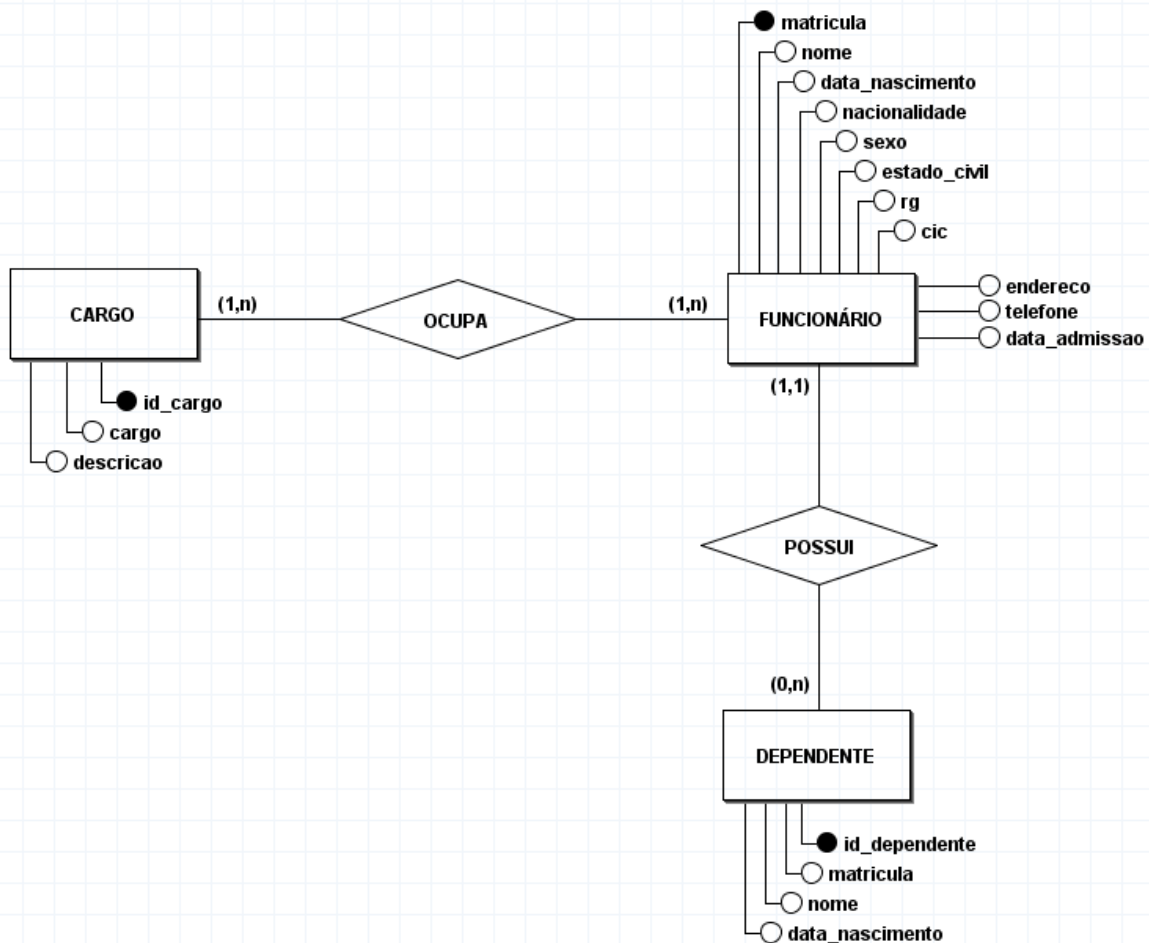 matricula
nome
data_nascimento
nacionalidade
sexo
estado_civil
rg
cic
CARGO
(1,n)
OCUPA
(1,n)
FUNCIONÁRIO
endereco
telefone
data_admissao
(1,1)
id_cargo
cargo
descricao
POSSUI
(0,n)
DEPENDENTE
id_dependente
matricula
nome
data_nascimento